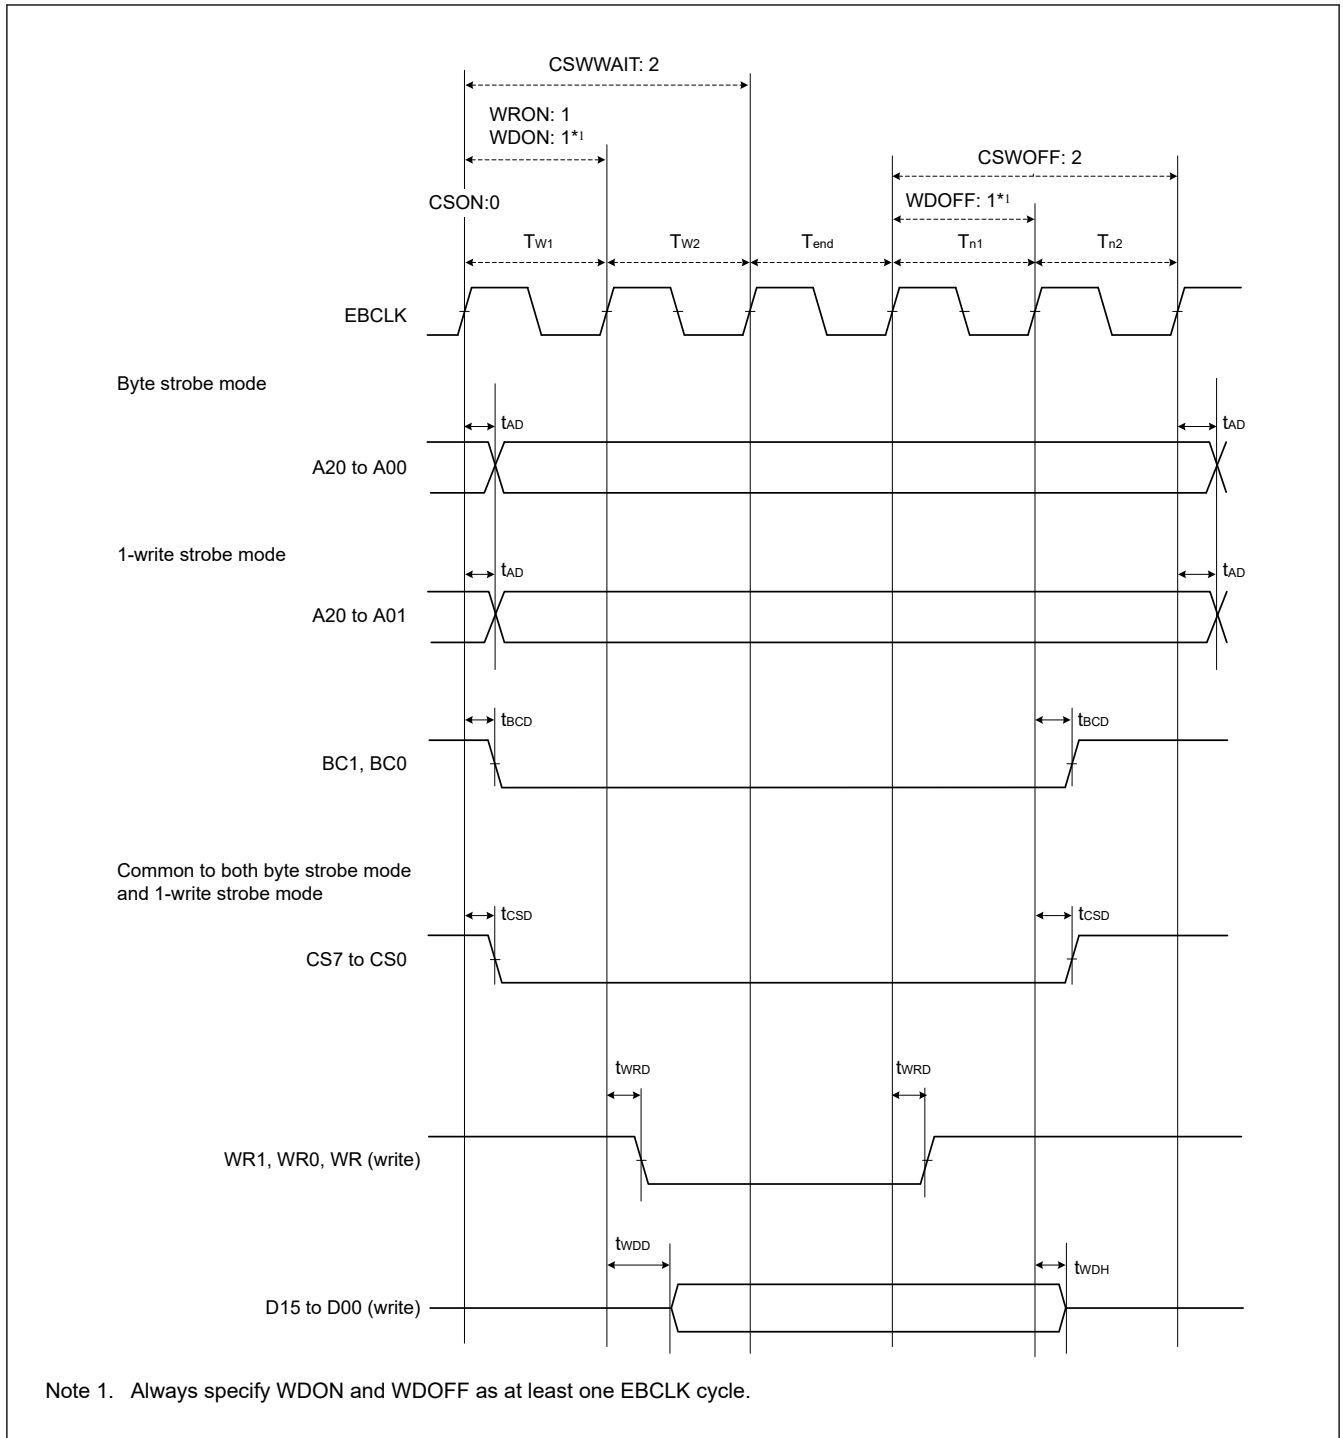 CSWWAIT: 2
WRON: 1
WDON: 1*1
CSWOFF: 2
CSON:0
WDOFF: 1*1
TW1
TW2
Tend
Tn1
Tn2
EBCLK
Byte strobe mode
tAD
tAD
A20 to A00
1-write strobe mode
tAD
tAD
A20 to A01
tBCD
tBCD
BC1, BC0
Common to both byte strobe mode
and 1-write strobe mode
tCSD
tCSD
CS7 to CS0
tWRD
tWRD
WR1, WR0, WR (write)
tWDD
tWDH
D15 to D00 (write)
Note 1. Always specify WDON and WDOFF as at least one EBCLK cycle.